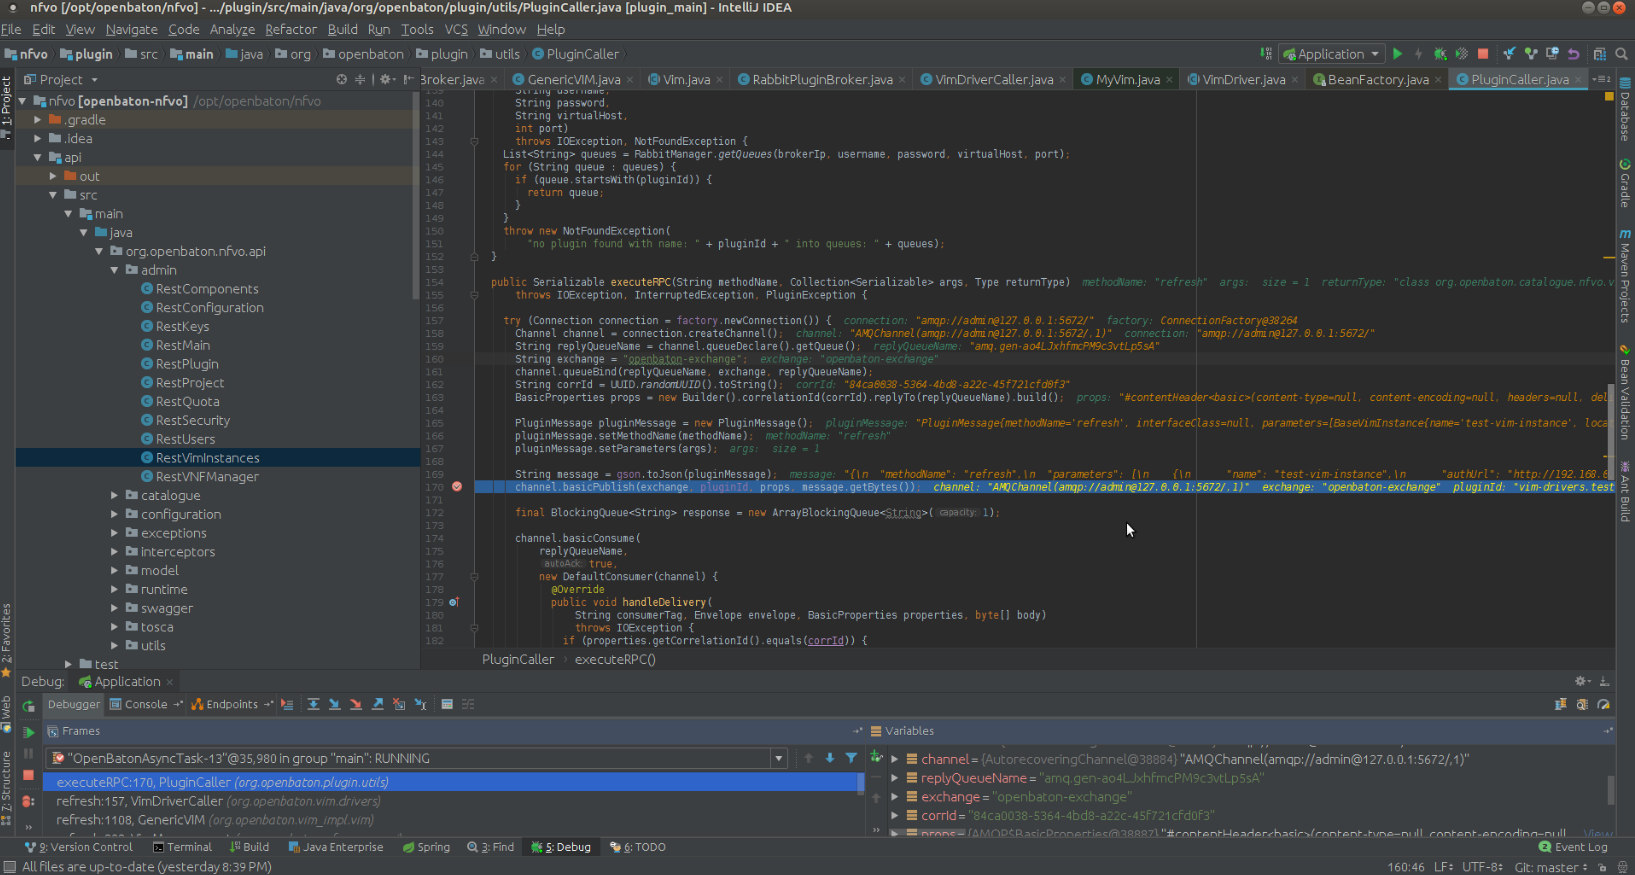 nfvo [/opt/openbaton/nfvo] - .../plugin/src/main/java/org/openbaton/plugin/utils/PluginCaller.java [plugin_main] - IntelliJ IDEA
File Edit View Navigate Code Analyze Refactor Build Run Tools VCS Window Help
nfvo plugin src main java org openbaton plugin utils PluginCaller
Application
Project
Broker.java GenericVIM.java Vim.java RabbitPluginBroker.java VimDriverCaller.java MyVim.java VimDriver.java BeanFactory.java PluginCaller.java
nfvo [openbaton-nfvo] /opt/openbaton/nfvo
.gradle
.idea
api
out
src
main
java
org.openbaton.nfvo.api
admin
RestComponents
RestConfiguration
RestKeys
RestMain
RestPlugin
RestProject
RestQuota
RestSecurity
RestUsers
RestVimInstances
RestVNFManager
catalogue
configuration
exceptions
interceptors
model
runtime
swagger
tosca
utils
test
139 String username,
140 String password,
141 String virtualHost,
142 int port)
143 throws IOException, NotFoundException {
144 List<String> queues = RabbitManager.getQueues(brokerIp, username, password, virtualHost, port);
145 for (String queue : queues) {
146 if (queue.startsWith(pluginId)) {
147 return queue;
148 }
149 }
150 throw new NotFoundException(
151 "no plugin found with name: " + pluginId + " into queues: " + queues);
152 }
153
154 public Serializable executeRPC(String methodName, Collection<Serializable> args, Type returnType) methodName: "refresh" args: size = 1 returnType: "class org.openbaton.catalogue.nfvo.v
155 throws IOException, InterruptedException, PluginException {
156
157 try (Connection connection = factory.newConnection()) { connection: "amqp://admin@127.0.0.1:5672/" factory: ConnectionFactory@38264
158 Channel channel = connection.createChannel(); channel: "AMQChannel(amqp://admin@127.0.0.1:5672/,1)" connection: "amqp://admin@127.0.0.1:5672/"
159 String replyQueueName = channel.queueDeclare().getQueue(); replyQueueName: "amq.gen-ao4LJxhfmcPM9c3vtLp5sA"
160 String exchange = "openbaton-exchange"; exchange: "openbaton-exchange"
161 channel.queueBind(replyQueueName, exchange, replyQueueName);
162 String corrId = UUID.randomUUID().toString(); corrId: "84ca0038-5364-4bd8-a22c-45f721cfd0f3"
163 BasicProperties props = new Builder().correlationId(corrId).replyTo(replyQueueName).build(); props: "#contentHeader<basic>(content-type=null, content-encoding=null, headers=null, del
164
165 PluginMessage pluginMessage = new PluginMessage(); pluginMessage: "PluginMessage{methodName='refresh', interfaceClass=null, parameters=[BaseVimInstance{name='test-vim-instance', loca
166 pluginMessage.setMethodName(methodName); methodName: "refresh"
167 pluginMessage.setParameters(args); args: size = 1
168
169 String message = gson.toJson(pluginMessage); message: "{\n "methodName": "refresh",\n "parameters": [\n {\n "name": "test-vim-instance",\n "authUrl": "http://192.168.6
170 channel.basicPublish(exchange, pluginId, props, message.getBytes()); channel: "AMQChannel(amqp://admin@127.0.0.1:5672/,1)" exchange: "openbaton-exchange" pluginId: "vim-drivers.test
171
172 final BlockingQueue<String> response = new ArrayBlockingQueue<String>( capacity: 1);
173
174 channel.basicConsume(
175 replyQueueName,
176 autoAck: true,
177 new DefaultConsumer(channel) {
178 @Override
179 public void handleDelivery(
180 String consumerTag, Envelope envelope, BasicProperties properties, byte[] body)
181 throws IOException {
182 if (properties.getCorrelationId().equals(corrId)) {
PluginCaller executeRPC()
1: Project
2: Favorites
Web
7: Structure
Database
Gradle
Maven Projects
Bean Validation
Ant Build
Debug: Application
Debugger Console Endpoints
Frames
"OpenBatonAsyncTask-13"@35,980 in group "main": RUNNING
executeRPC:170, PluginCaller (org.openbaton.plugin.utils)
refresh:157, VimDriverCaller (org.openbaton.vim.drivers)
refresh:1108, GenericVIM (org.openbaton.vim_impl.vim)
Variables
channel = {AutorecoveringChannel@38884} "AMQChannel(amqp://admin@127.0.0.1:5672/,1)"
replyQueueName = "amq.gen-ao4LJxhfmcPM9c3vtLp5sA"
exchange = "openbaton-exchange"
corrId = "84ca0038-5364-4bd8-a22c-45f721cfd0f3"
props = {AMQP$BasicProperties@38887} "#contentHeader<basic>(content-type=null, content-encoding=null, View
9: Version Control Terminal Build Java Enterprise Spring 3: Find 5: Debug 6: TODO 2 Event Log
All files are up-to-date (yesterday 8:39 PM) 160:46 LF UTF-8 Git: master